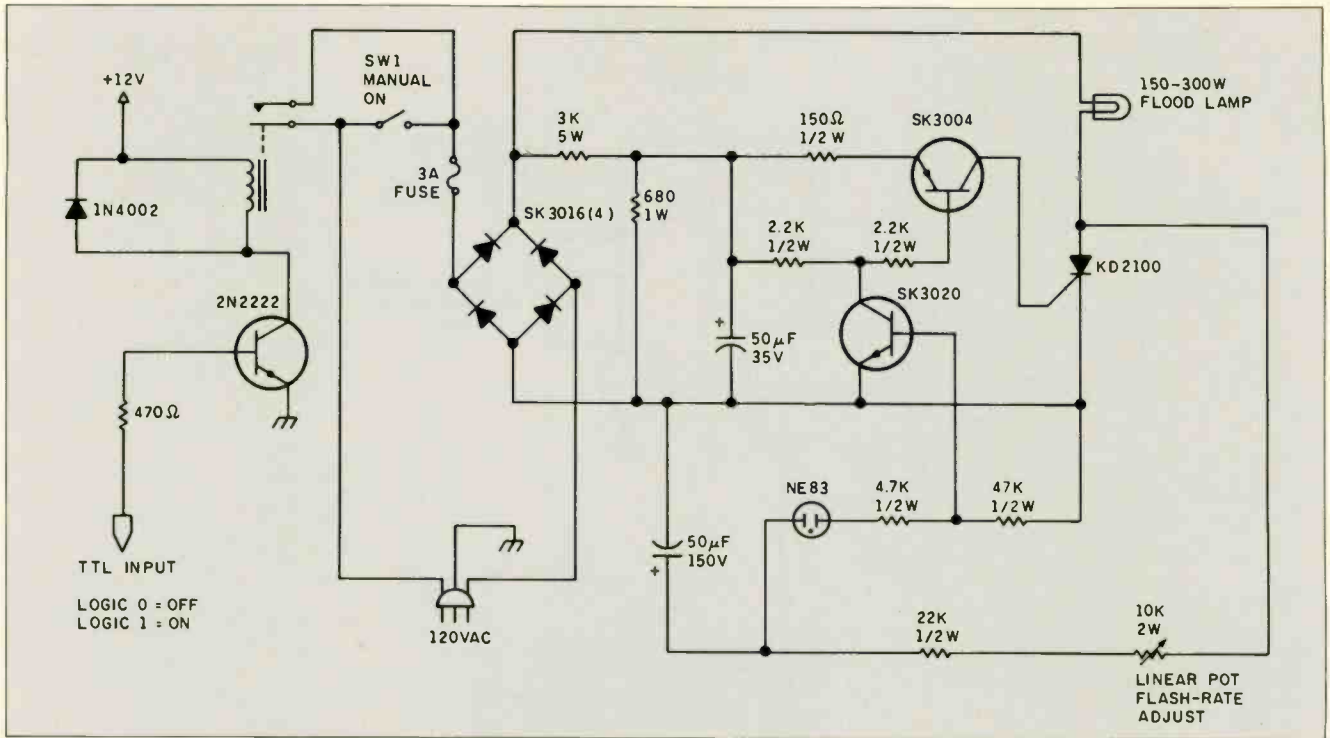 +12V
1N4002
2N2222
470Ω
TTL INPUT
LOGIC 0 = OFF
LOGIC 1 = ON
SW1
MANUAL
ON
3A
FUSE
SK3016(4)
120VAC
3K
5W
680
1W
150Ω
1/2W
SK3004
2.2K
1/2W
2.2K
1/2W
SK3020
+
50μF
35V
150-300W
FLOOD LAMP
KD2100
NE83
4.7K
1/2W
47K
1/2W
50μF
150V
+
22K
1/2W
10K
2W
LINEAR POT
FLASH-RATE
ADJUST